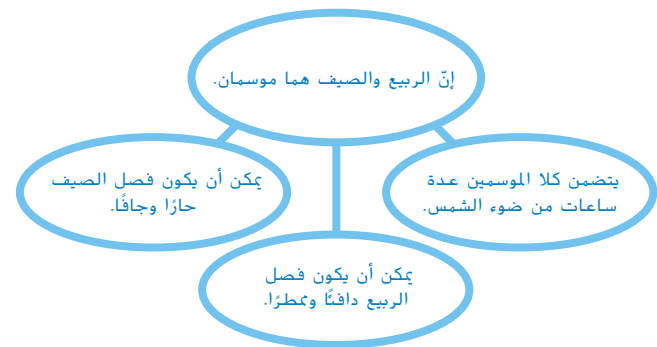 إنّ الربيع والصيف هما موسمان.
يتضمن كلا الموسمين عدة
ساعات من ضوء الشمس.
يمكن أن يكون فصل الصيف
حارًا وجافًا.
يمكن أن يكون فصل
الربيع دافئًا وممطرًا.